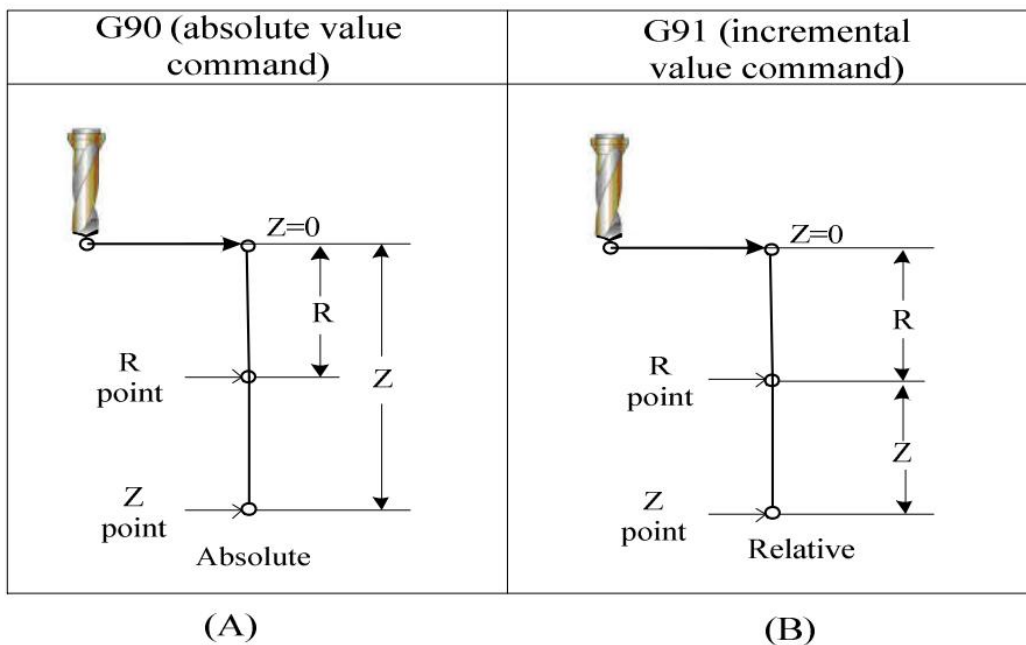 G90 (absolute value
command)
G91 (incremental
value command)
Z=0
R
Z
R
point
Z
point
Absolute
Z=0
R
R
point
Z
Z
point
Relative
(A)
(B)